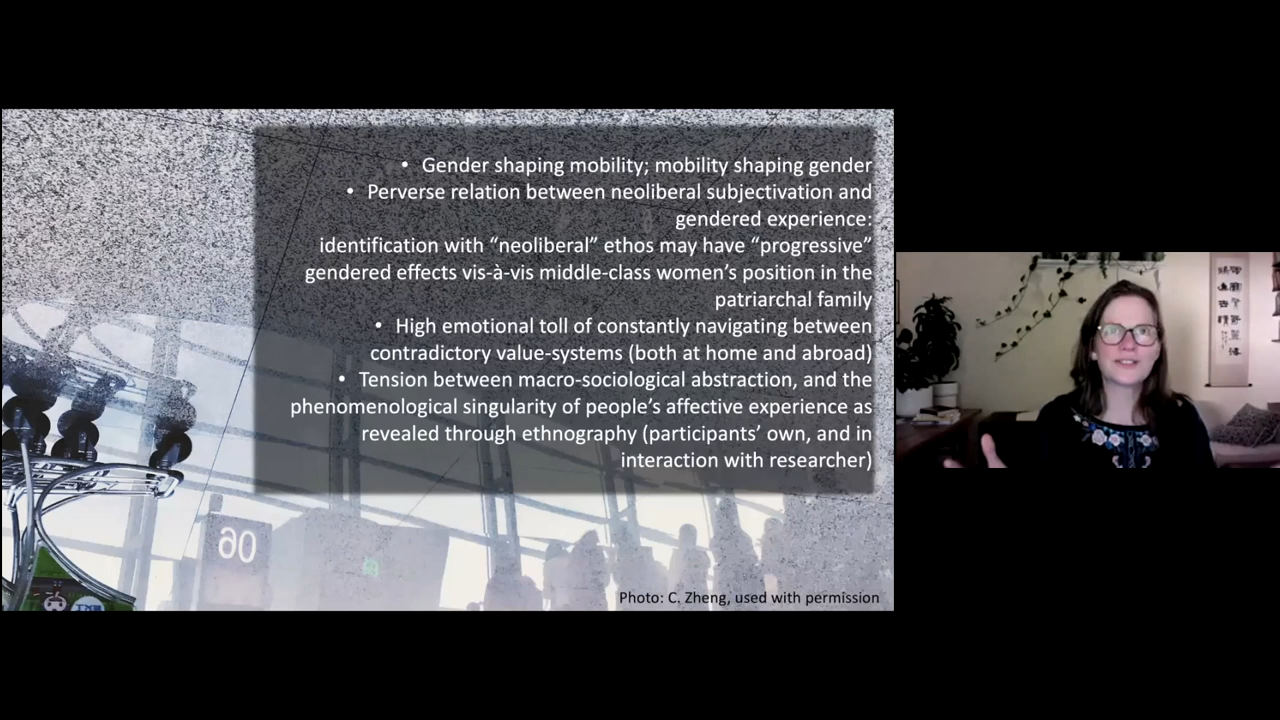 • Gender shaping mobility; mobility shaping gender
• Perverse relation between neoliberal subjectivation and
gendered experience:
identification with “neoliberal” ethos may have “progressive”
gendered effects vis-à-vis middle-class women’s position in the
patriarchal family
• High emotional toll of constantly navigating between
contradictory value-systems (both at home and abroad)
• Tension between macro-sociological abstraction, and the
phenomenological singularity of people’s affective experience as
revealed through ethnography (participants’ own, and in
interaction with researcher)
Photo: C. Zheng, used with permission